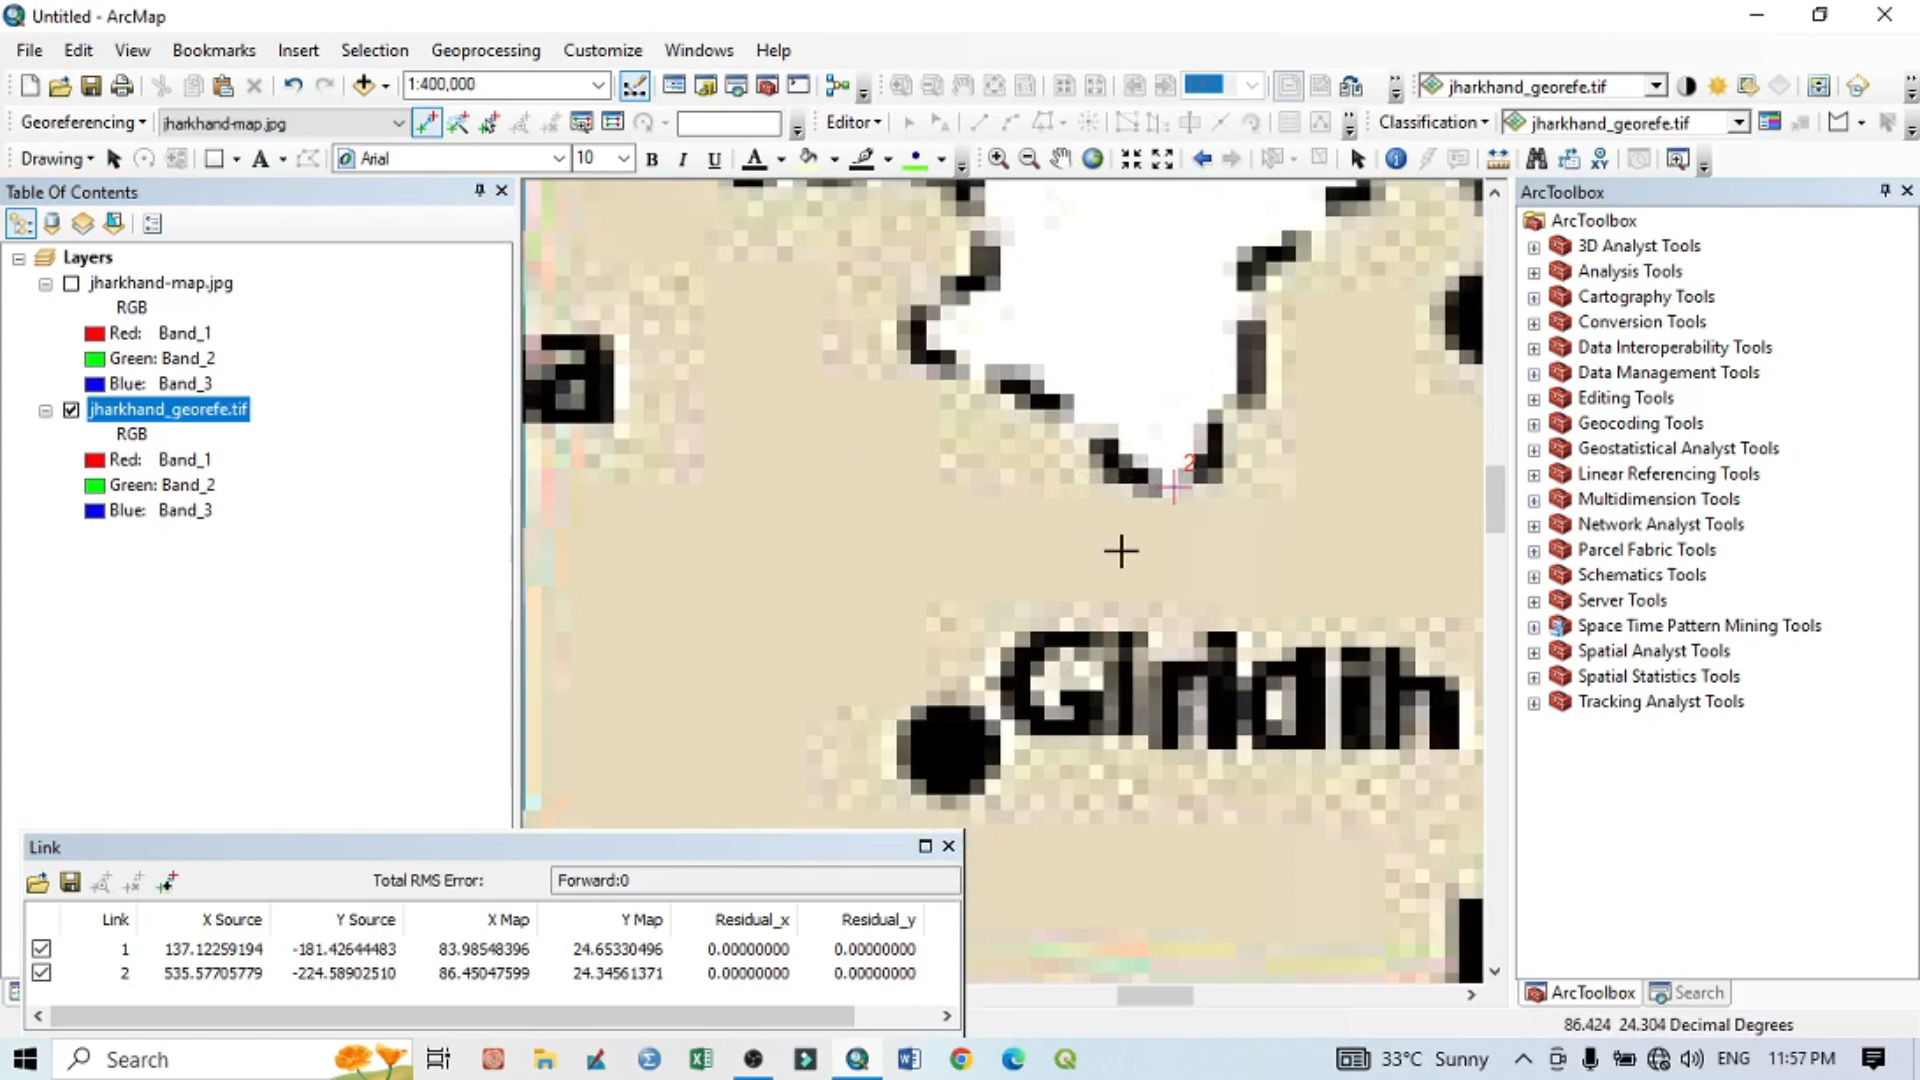 Untitled - ArcMap
File Edit View Bookmarks Insert Selection Geoprocessing Customize Windows Help
1:400,000
jharkhand_georefe.tif
Georeferencing jharkhand-map.jpg
Editor
Classification jharkhand_georefe.tif
Drawing A Arial 10 B I U A
Table Of Contents
Layers
jharkhand-map.jpg
RGB
Red: Band_1
Green: Band_2
Blue: Band_3
jharkhand_georefe.tif
RGB
Red: Band_1
Green: Band_2
Blue: Band_3
a
2
Giridih
ArcToolbox
ArcToolbox
3D Analyst Tools
Analysis Tools
Cartography Tools
Conversion Tools
Data Interoperability Tools
Data Management Tools
Editing Tools
Geocoding Tools
Geostatistical Analyst Tools
Linear Referencing Tools
Multidimension Tools
Network Analyst Tools
Parcel Fabric Tools
Schematics Tools
Server Tools
Space Time Pattern Mining Tools
Spatial Analyst Tools
Spatial Statistics Tools
Tracking Analyst Tools
ArcToolbox Search
Link
Total RMS Error: Forward:0
Link X Source Y Source X Map Y Map Residual_x Residual_y
1 137.12259194 -181.42644483 83.98548396 24.65330496 0.00000000 0.00000000
2 535.57705779 -224.58902510 86.45047599 24.34561371 0.00000000 0.00000000
86.424 24.304 Decimal Degrees
Search
33°C Sunny
ENG
11:57 PM